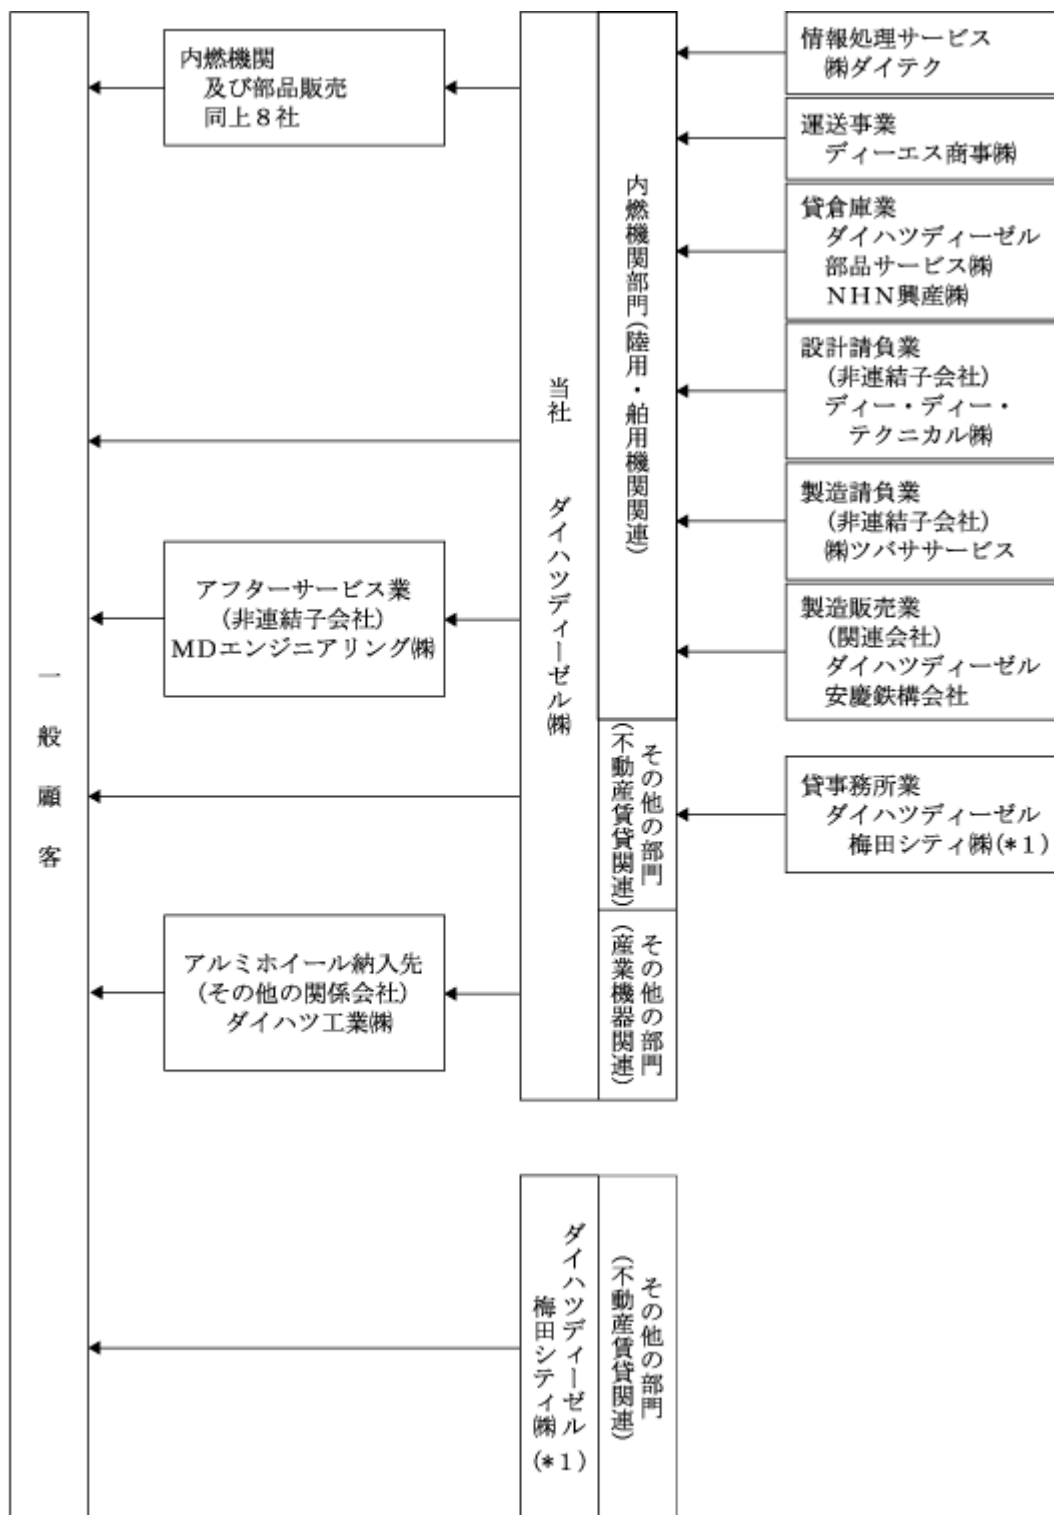 一般顧客
内燃機関
及び部品販売
同上8社
アフターサービス業
(非連結子会社)
MDエンジニアリング㈱
アルミホイール納入先
(その他の関係会社)
ダイハツ工業㈱
当社 ダイハツディーゼル㈱
内燃機関部門(陸用・舶用機関関連)
その他の部門
(不動産賃貸関連)
その他の部門
(産業機器関連)
情報処理サービス
㈱ダイテク
運送事業
ディーエス商事㈱
貸倉庫業
ダイハツディーゼル
部品サービス㈱
NHN興産㈱
設計請負業
(非連結子会社)
ディー・ディー・
テクニカル㈱
製造請負業
(非連結子会社)
㈱ツバササービス
製造販売業
(関連会社)
ダイハツディーゼル
安慶鉄構会社
貸事務所業
ダイハツディーゼル
梅田シティ㈱(*1)
ダイハツディーゼル
梅田シティ㈱(*1)
その他の部門
(不動産賃貸関連)